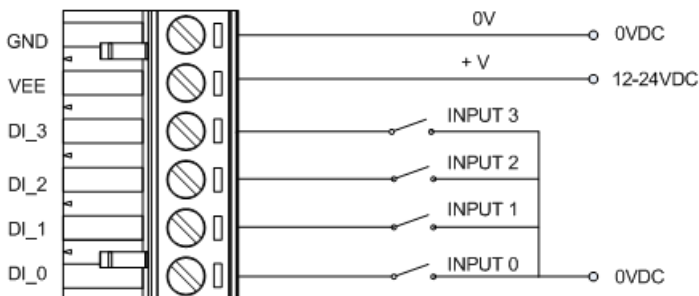 GND
0V
0VDC
VEE
+ V
12-24VDC
DI_3
INPUT 3
DI_2
INPUT 2
DI_1
INPUT 1
DI_0
INPUT 0
0VDC